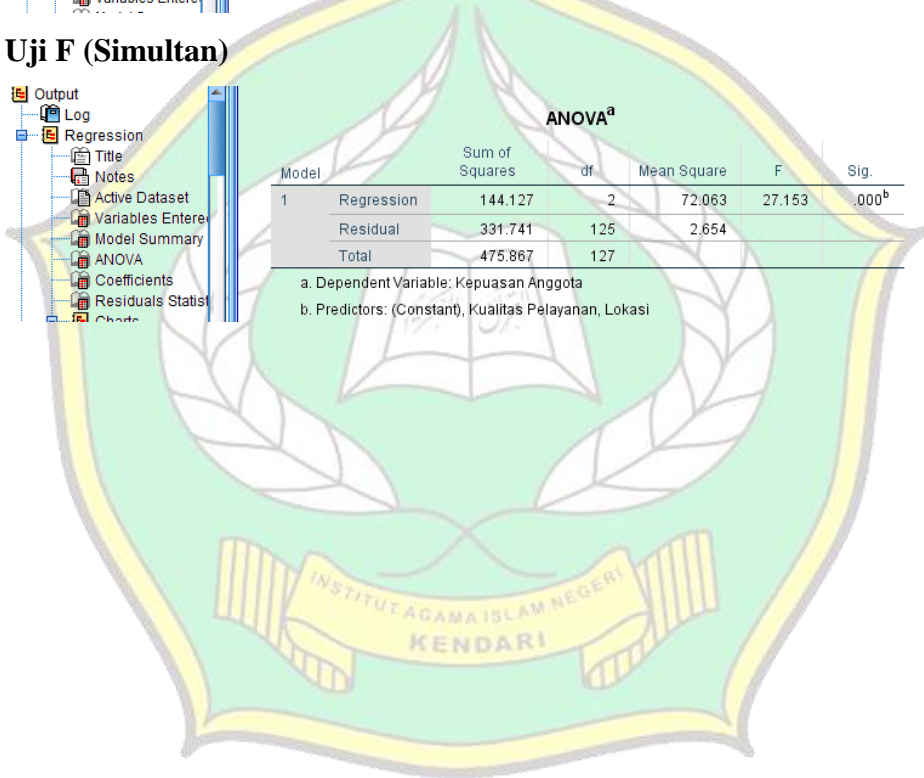 Uji F (Simultan)
Output
Log
Regression
Title
Notes
Active Dataset
Variables Entere
Model Summary
ANOVA
Coefficients
Residuals Statist
Charts
ANOVAa
Model Sum of Squares df Mean Square F Sig.
1 Regression 144.127 2 72.063 27.153 .000b
Residual 331.741 125 2.654
Total 475.867 127
a. Dependent Variable: Kepuasan Anggota
b. Predictors: (Constant), Kualitas Pelayanan, Lokasi
INSTITUT AGAMA ISLAM NEGERI
KENDARI